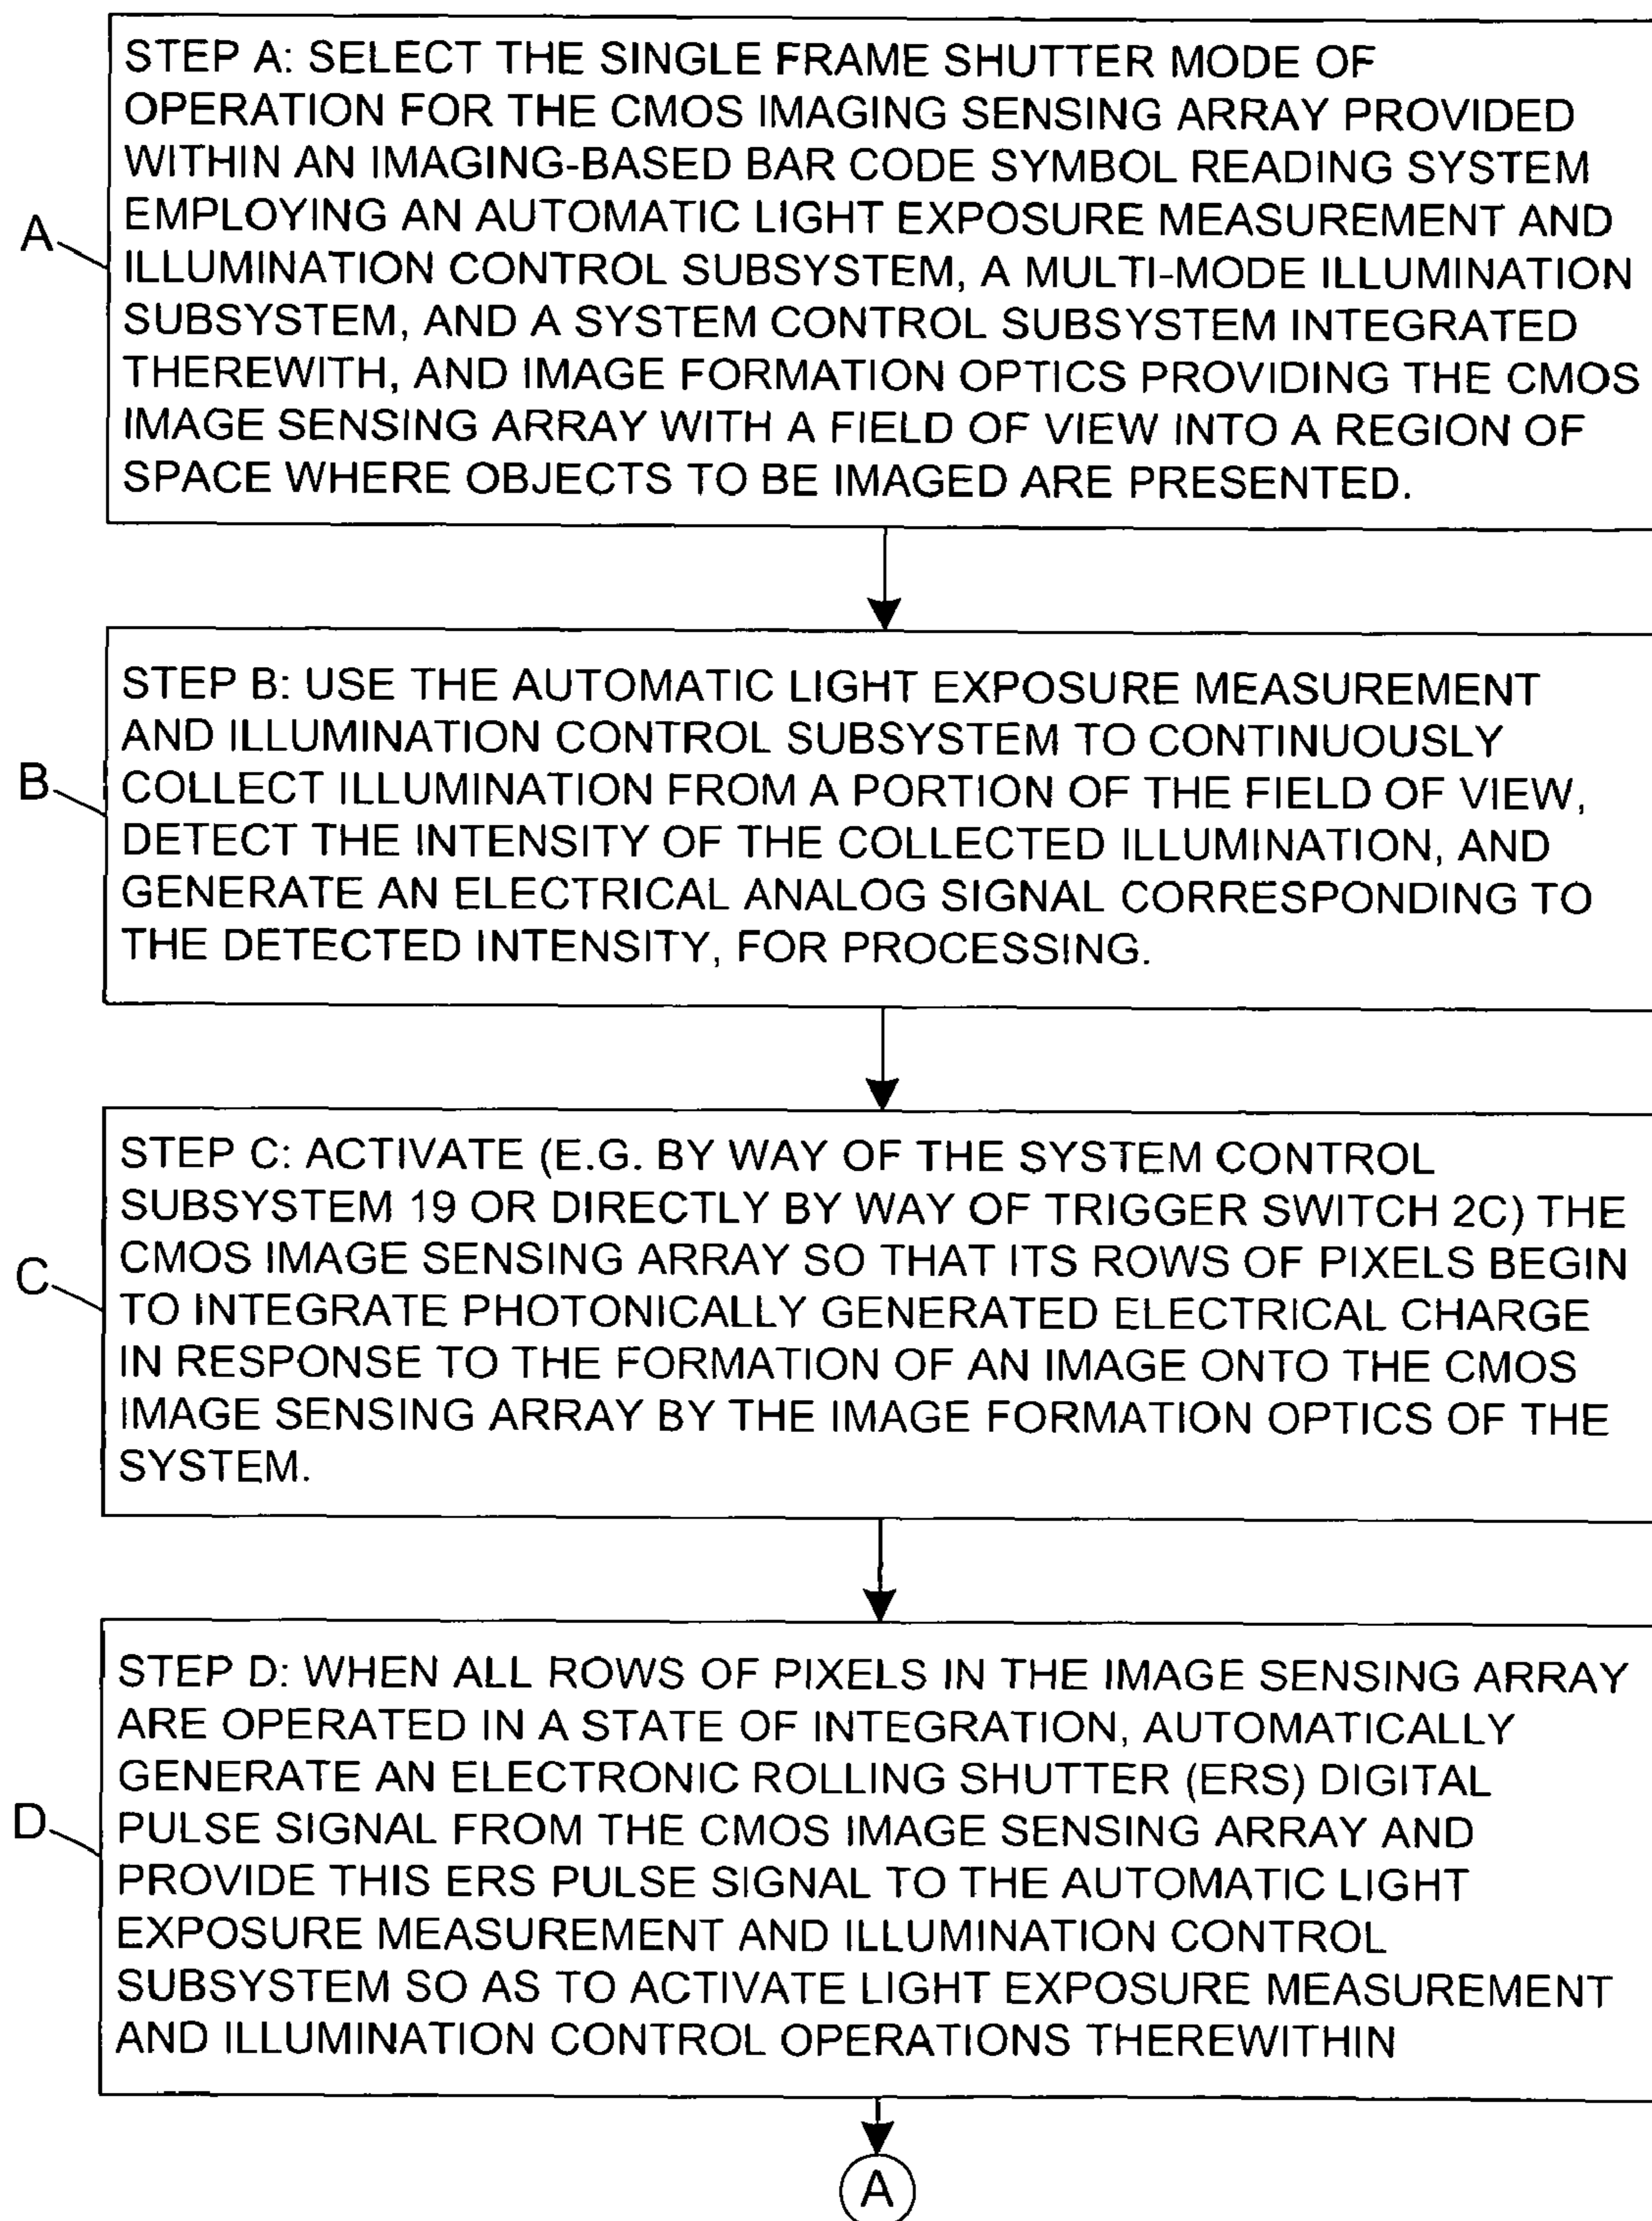 STEP A: SELECT THE SINGLE FRAME SHUTTER MODE OF
OPERATION FOR THE CMOS IMAGING SENSING ARRAY PROVIDED
WITHIN AN IMAGING-BASED BAR CODE SYMBOL READING SYSTEM
EMPLOYING AN AUTOMATIC LIGHT EXPOSURE MEASUREMENT AND
A
ILLUMINATION CONTROL SUBSYSTEM, A MULTI-MODE ILLUMINATION
SUBSYSTEM, AND A SYSTEM CONTROL SUBSYSTEM INTEGRATED
THEREWITH, AND IMAGE FORMATION OPTICS PROVIDING THE CMOS
IMAGE SENSING ARRAY WITH A FIELD OF VIEW INTO A REGION OF
SPACE WHERE OBJECTS TO BE IMAGED ARE PRESENTED.
STEP B: USE THE AUTOMATIC LIGHT EXPOSURE MEASUREMENT
AND ILLUMINATION CONTROL SUBSYSTEM TO CONTINUOUSLY
B
COLLECT ILLUMINATION FROM A PORTION OF THE FIELD OF VIEW,
DETECT THE INTENSITY OF THE COLLECTED ILLUMINATION, AND
GENERATE AN ELECTRICAL ANALOG SIGNAL CORRESPONDING TO
THE DETECTED INTENSITY, FOR PROCESSING.
STEP C: ACTIVATE (E.G. BY WAY OF THE SYSTEM CONTROL
SUBSYSTEM 19 OR DIRECTLY BY WAY OF TRIGGER SWITCH 2C) THE
CMOS IMAGE SENSING ARRAY SO THAT ITS ROWS OF PIXELS BEGIN
C
TO INTEGRATE PHOTONICALLY GENERATED ELECTRICAL CHARGE
IN RESPONSE TO THE FORMATION OF AN IMAGE ONTO THE CMOS
IMAGE SENSING ARRAY BY THE IMAGE FORMATION OPTICS OF THE
SYSTEM.
STEP D: WHEN ALL ROWS OF PIXELS IN THE IMAGE SENSING ARRAY
ARE OPERATED IN A STATE OF INTEGRATION, AUTOMATICALLY
GENERATE AN ELECTRONIC ROLLING SHUTTER (ERS) DIGITAL
D
PULSE SIGNAL FROM THE CMOS IMAGE SENSING ARRAY AND
PROVIDE THIS ERS PULSE SIGNAL TO THE AUTOMATIC LIGHT
EXPOSURE MEASUREMENT AND ILLUMINATION CONTROL
SUBSYSTEM SO AS TO ACTIVATE LIGHT EXPOSURE MEASUREMENT
AND ILLUMINATION CONTROL OPERATIONS THEREWITHIN
A